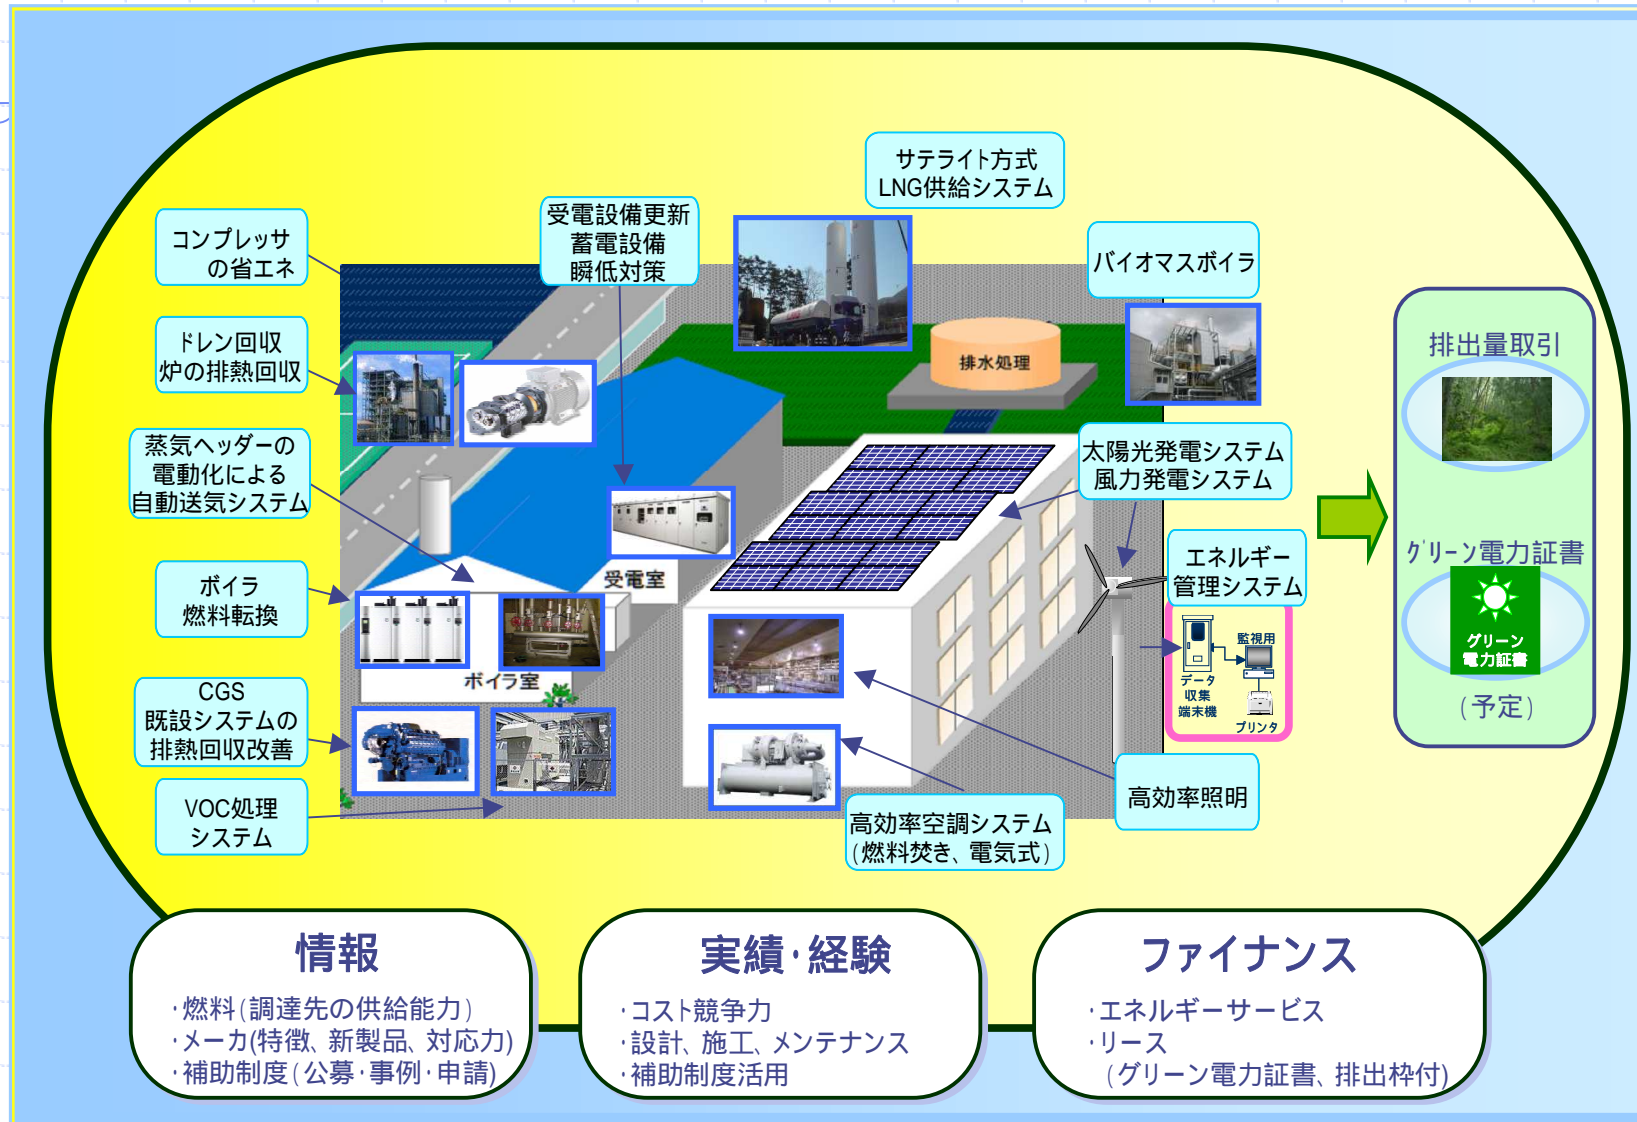 サテライト方式
LNG供給システム
受電設備更新
蓄電設備
瞬低対策
コンプレッサ
の省エネ
バイオマスボイラ
ドレン回収
炉の排熱回収
排水処理
排出量取引
蒸気ヘッダーの
電動化による
自動送気システム
太陽光発電システム
風力発電システム
エネルギー
管理システム
グリーン電力証書
受電室
ボイラ
燃料転換
監視用
グリーン
電力証書
データ
収集
端末機
プリンタ
ボイラ室
(予定)
CGS
既設システムの
排熱回収改善
VOC処理
システム
高効率照明
高効率空調システム
(燃料焚き、電気式)
情報
・燃料(調達先の供給能力)
・メーカ(特徴、新製品、対応力)
・補助制度(公募・事例・申請)
実績・経験
・コスト競争力
・設計、施工、メンテナンス
・補助制度活用
ファイナンス
・エネルギーサービス
・リース
(グリーン電力証書、排出枠付)